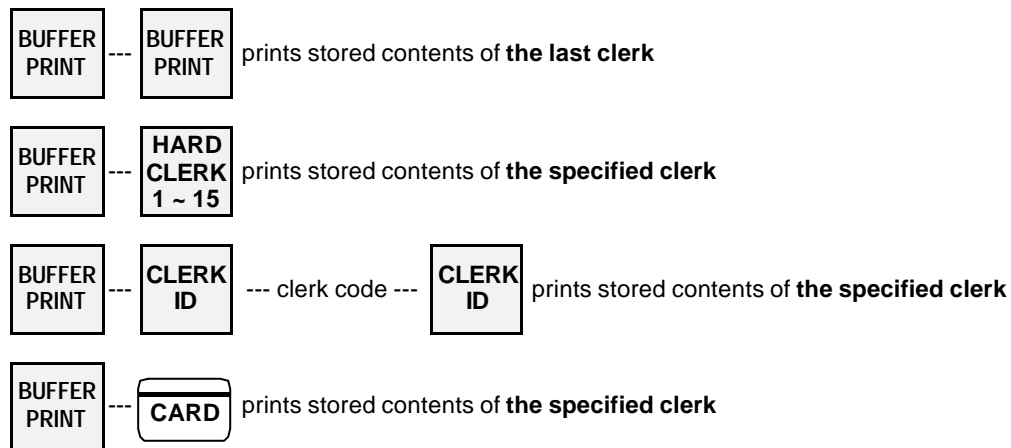 BUFFER PRINT --- BUFFER PRINT prints stored contents of the last clerk
BUFFER PRINT --- HARD CLERK 1 ~ 15 prints stored contents of the specified clerk
BUFFER PRINT --- CLERK ID --- clerk code --- CLERK ID prints stored contents of the specified clerk
BUFFER PRINT --- CARD prints stored contents of the specified clerk